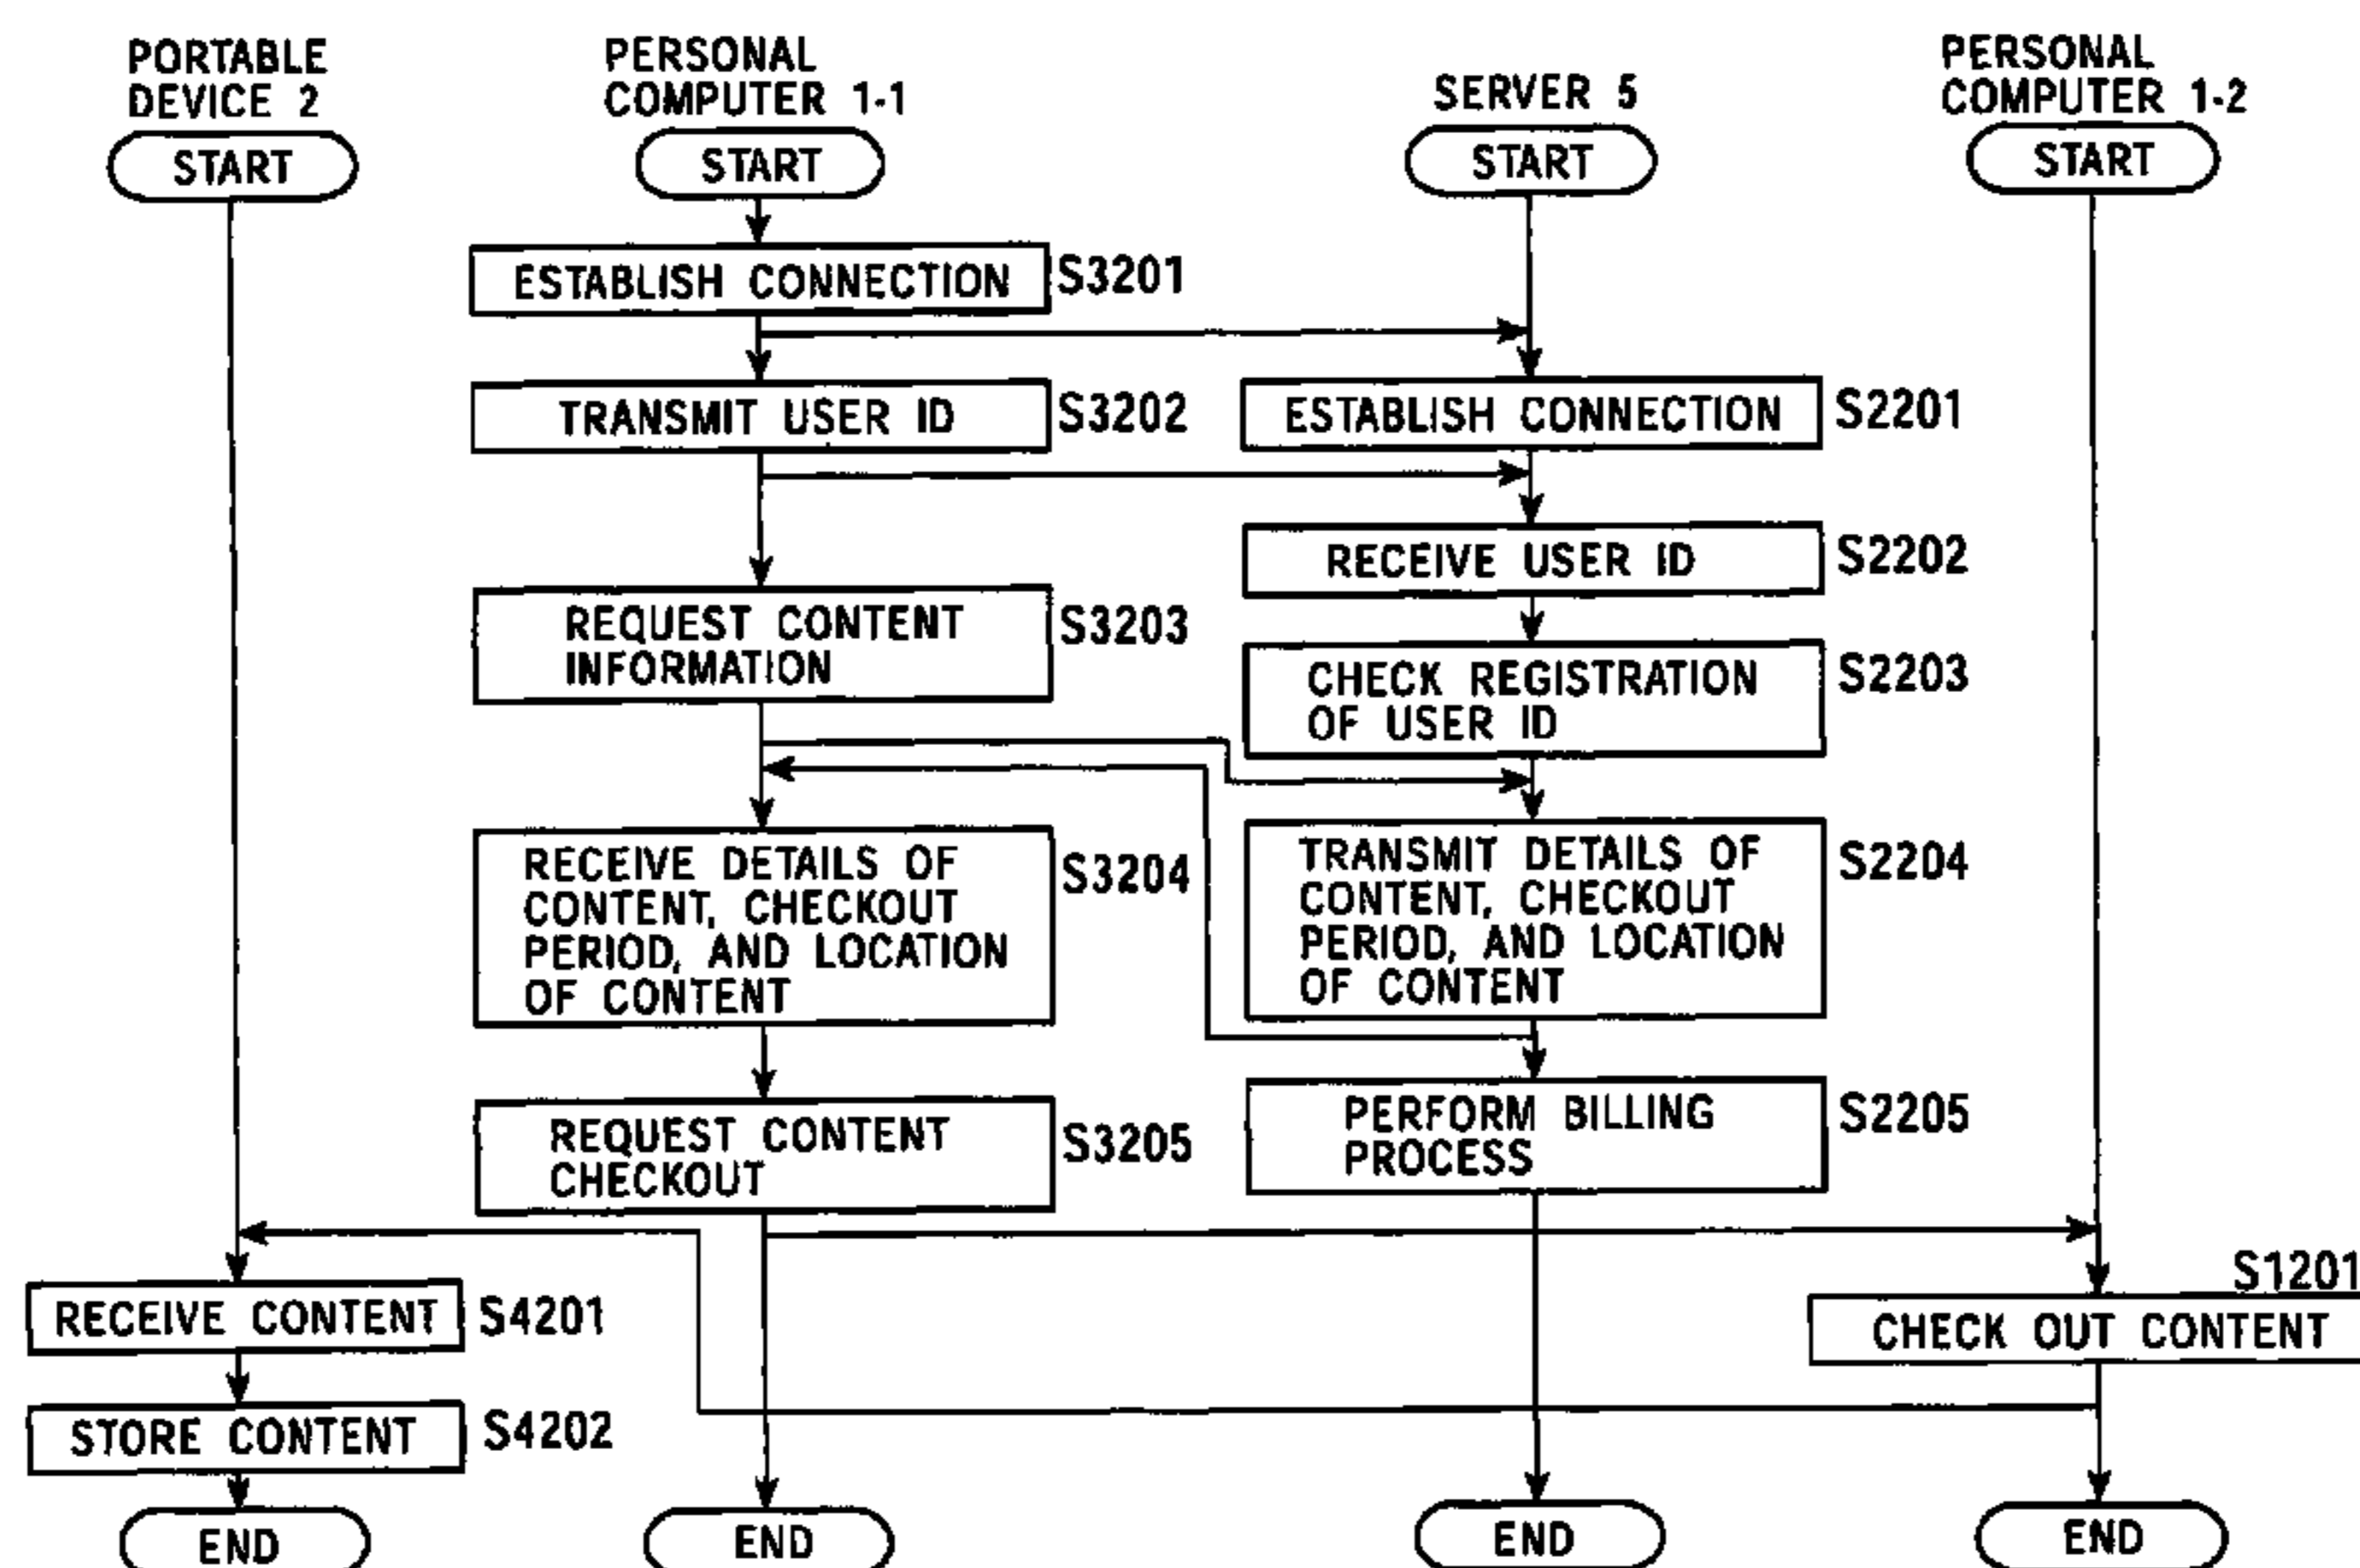 PORTABLE
DEVICE 2
START
PERSONAL
COMPUTER 1-1
START
SERVER 5
START
PERSONAL
COMPUTER 1-2
START
ESTABLISH CONNECTION
S3201
TRANSMIT USER ID
S3202
ESTABLISH CONNECTION
S2201
RECEIVE USER ID
S2202
REQUEST CONTENT
INFORMATION
S3203
CHECK REGISTRATION
OF USER ID
S2203
RECEIVE DETAILS OF
CONTENT, CHECKOUT
PERIOD, AND LOCATION
OF CONTENT
S3204
TRANSMIT DETAILS OF
CONTENT, CHECKOUT
PERIOD, AND LOCATION
OF CONTENT
S2204
REQUEST CONTENT
CHECKOUT
S3205
PERFORM BILLING
PROCESS
S2205
RECEIVE CONTENT
S4201
S1201
CHECK OUT CONTENT
STORE CONTENT
S4202
END
END
END
END